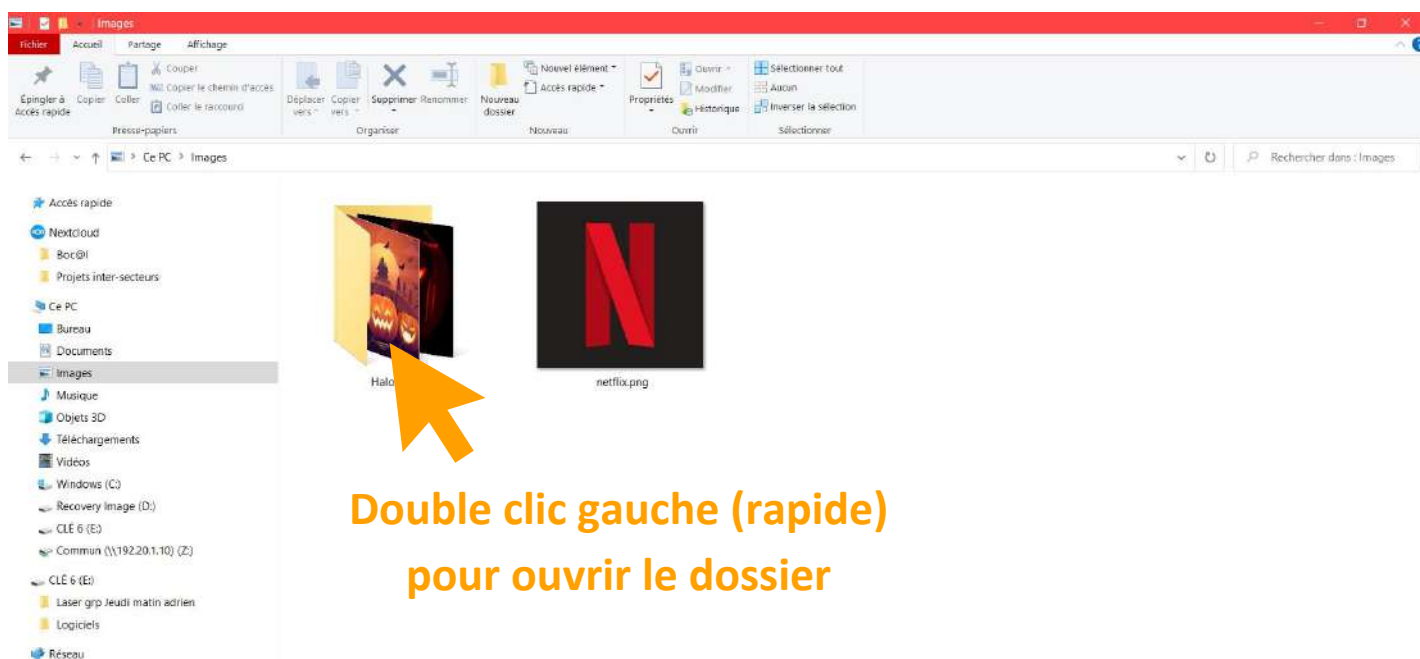 Images
Fichier Accueil Partage Affichage
Épingler à Accès rapide
Copier
Coller
Couper
Copier le chemin d'accès
Coller le raccourci
Presse-papiers
Déplacer vers
Copier vers
Supprimer
Renommer
Organiser
Nouveau dossier
Nouvel élément
Accès rapide
Nouveau
Propriétés
Ouvrir
Modifier
Historique
Ouvrir
Sélectionner tout
Aucun
Inverser la sélection
Sélectionner
Ce PC > Images
Rechercher dans : Images
Accès rapide
Nextcloud
Boc@l
Projets inter-secteurs
Ce PC
Bureau
Documents
Images
Musique
Objets 3D
Téléchargements
Vidéos
Windows (C:)
Recovery Image (D:)
CLÉ 6 (E:)
Commun (\\192.20.1.10) (Z:)
CLÉ 6 (E:)
Laser grp Jeudi matin adrien
Logiciels
Réseau
N
netflix.png
Double clic gauche (rapide)
pour ouvrir le dossier